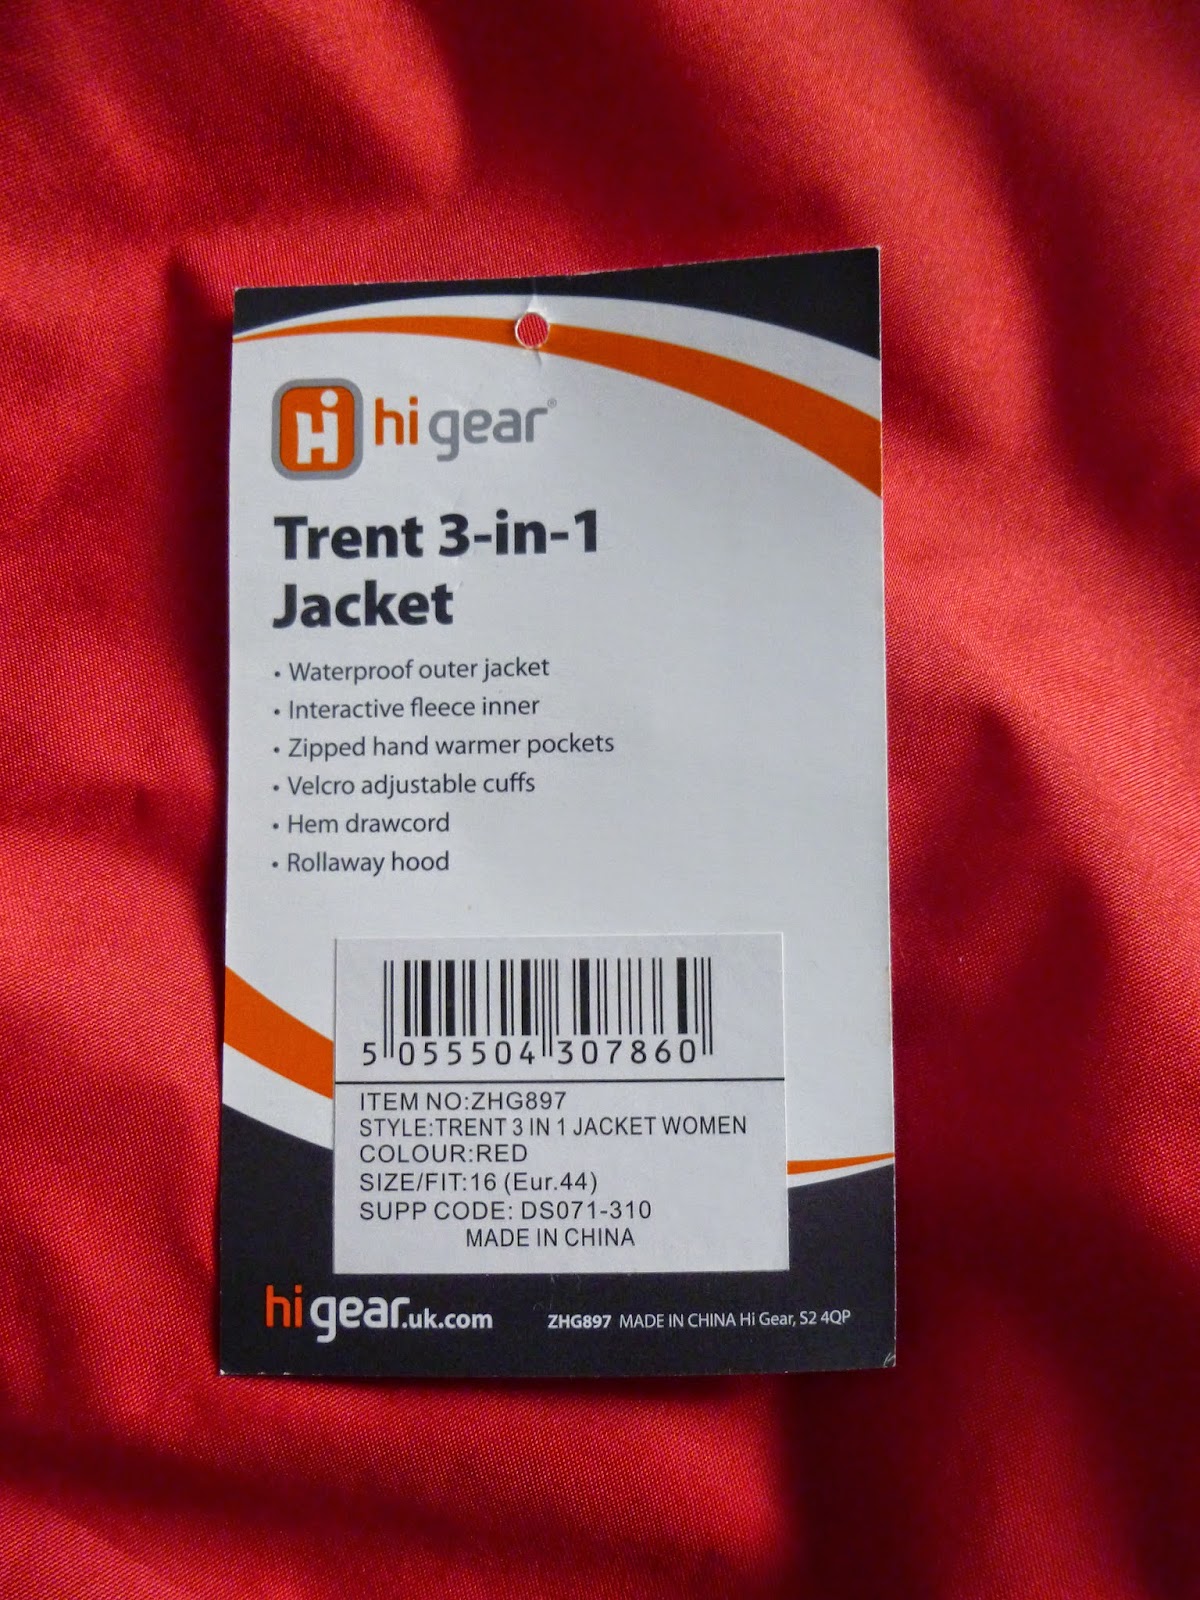 hi hi gear®
Trent 3-in-1
Jacket
• Waterproof outer jacket
• Interactive fleece inner
• Zipped hand warmer pockets
• Velcro adjustable cuffs
• Hem drawcord
• Rollaway hood
5 055504 307860
ITEM NO:ZHG897
STYLE:TRENT 3 IN 1 JACKET WOMEN
COLOUR:RED
SIZE/FIT:16 (Eur.44)
SUPP CODE: DS071-310
MADE IN CHINA
hi gear.uk.com ZHG897 MADE IN CHINA Hi Gear, S2 4QP